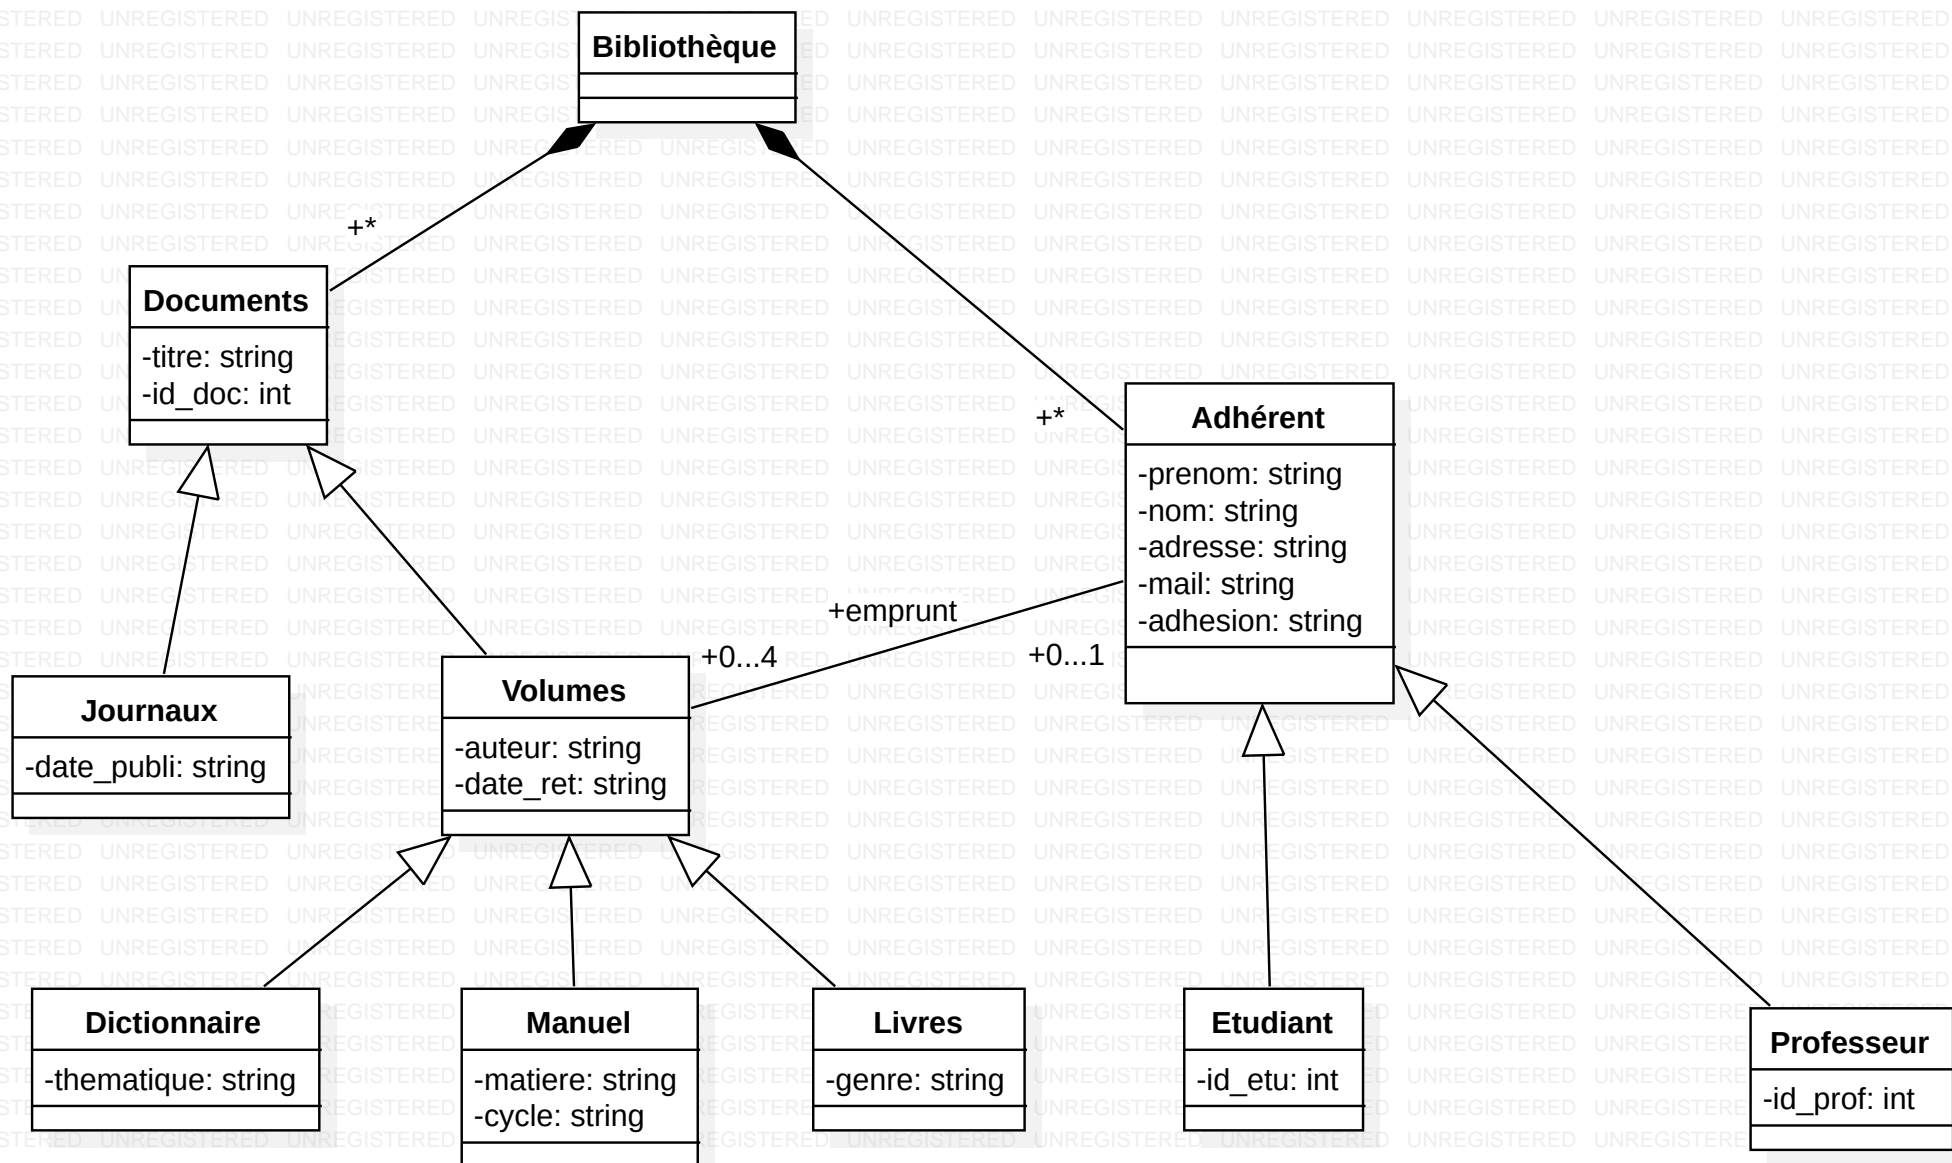 Bibliothèque
+*
Documents
-titre: string
-id_doc: int
+*
Adhérent
-prenom: string
-nom: string
-adresse: string
-mail: string
-adhesion: string
+emprunt
+0...4
+0...1
Journaux
-date_publi: string
Volumes
-auteur: string
-date_ret: string
Dictionnaire
-thematique: string
Manuel
-matiere: string
-cycle: string
Livres
-genre: string
Etudiant
-id_etu: int
Professeur
-id_prof: int
UNREGISTERED